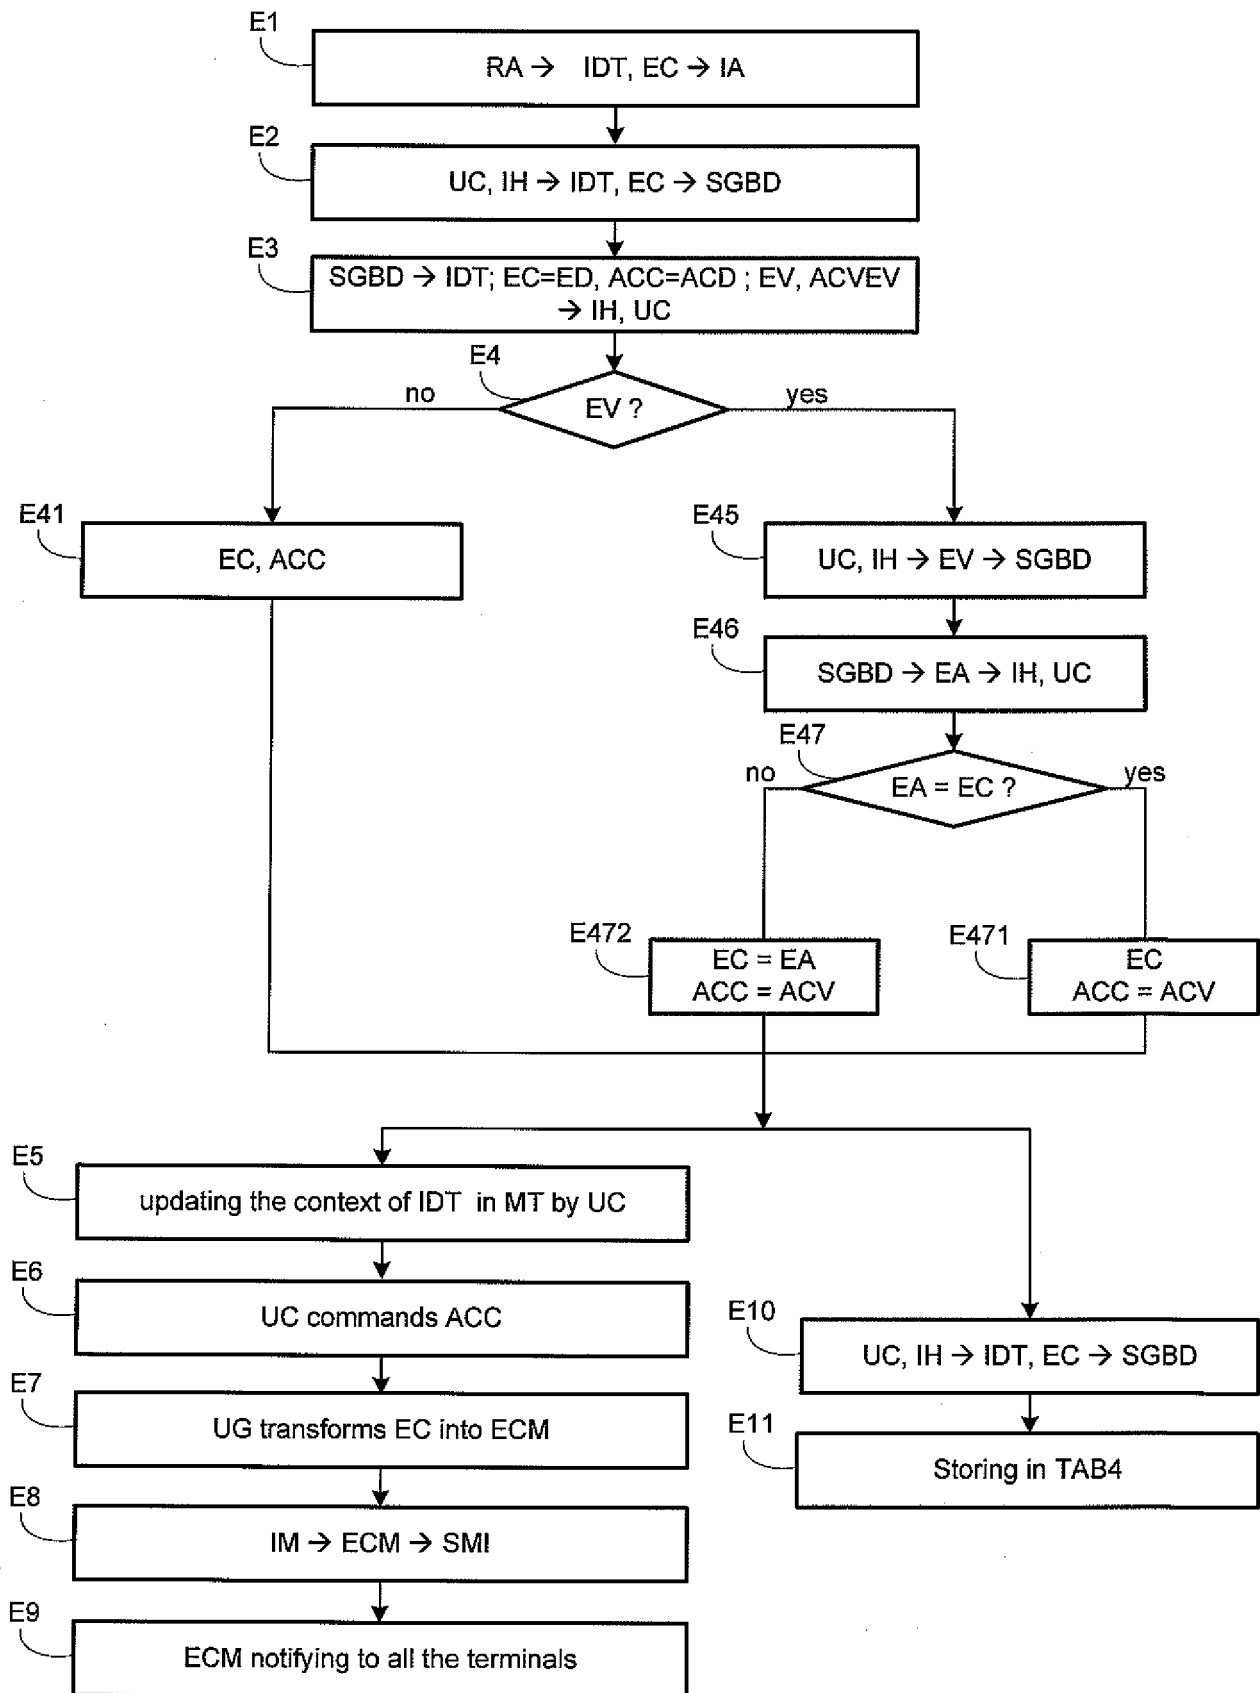 E1
RA → IDT, EC → IA
E2
UC, IH → IDT, EC → SGBD
E3
SGBD → IDT; EC=ED, ACC=ACD ; EV, ACVEV
→ IH, UC
E4
no
EV ?
yes
E41
EC, ACC
E45
UC, IH → EV → SGBD
E46
SGBD → EA → IH, UC
E47
no
EA = EC ?
yes
E472
EC = EA
ACC = ACV
E471
EC
ACC = ACV
E5
updating the context of IDT in MT by UC
E6
UC commands ACC
E10
UC, IH → IDT, EC → SGBD
E7
UG transforms EC into ECM
E11
Storing in TAB4
E8
IM → ECM → SMI
E9
ECM notifying to all the terminals